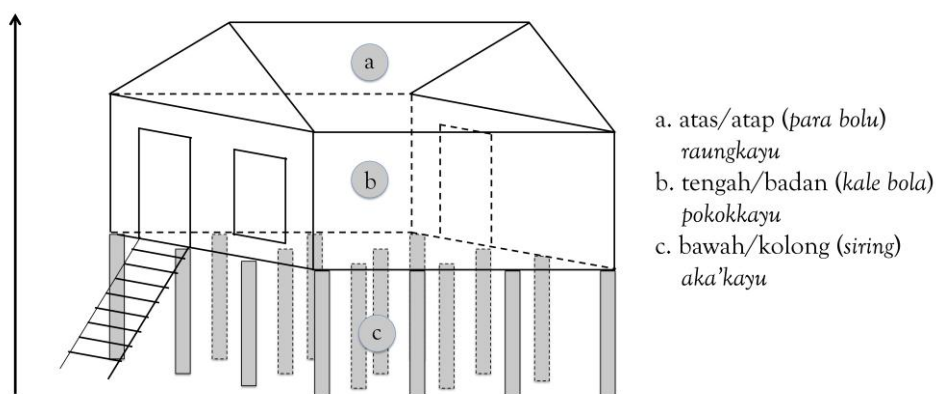 a
b
c
a. atas/atap (para bolu)
raungkayu
b. tengah/badan (kale bola)
pokokkayu
c. bawah/kolong (siring)
aka'kayu